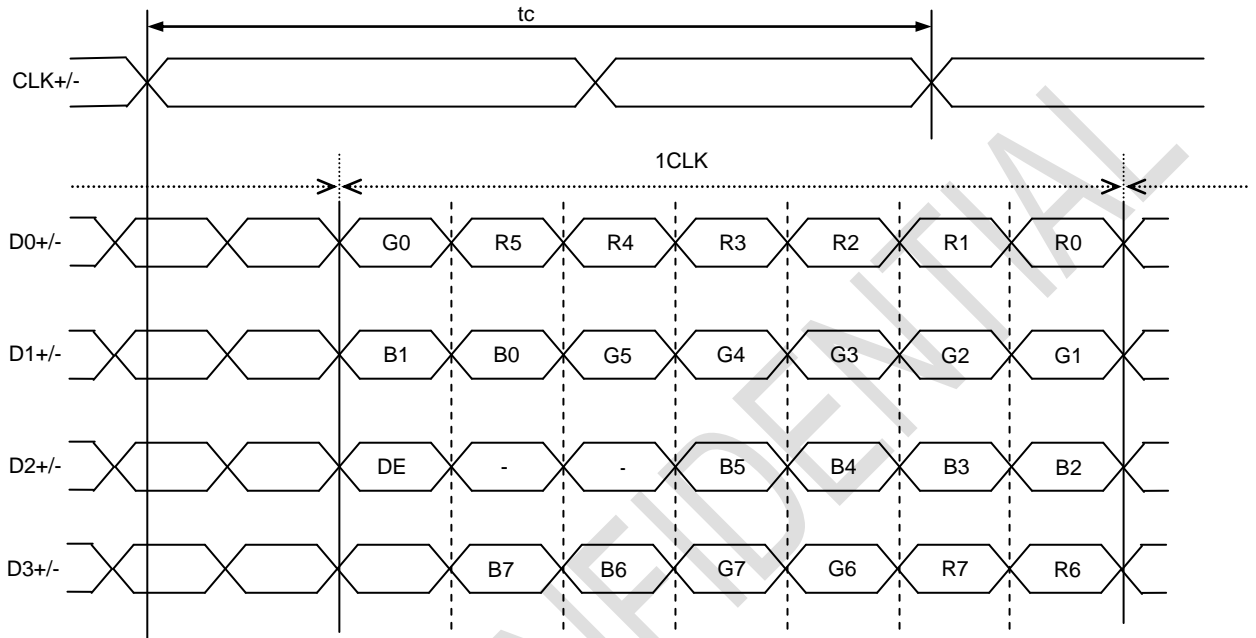 tc
CLK+/-
1CLK
D0+/- G0 R5 R4 R3 R2 R1 R0
D1+/- B1 B0 G5 G4 G3 G2 G1
D2+/- DE - - B5 B4 B3 B2
D3+/- B7 B6 G7 G6 R7 R6
NFIDENTIAL